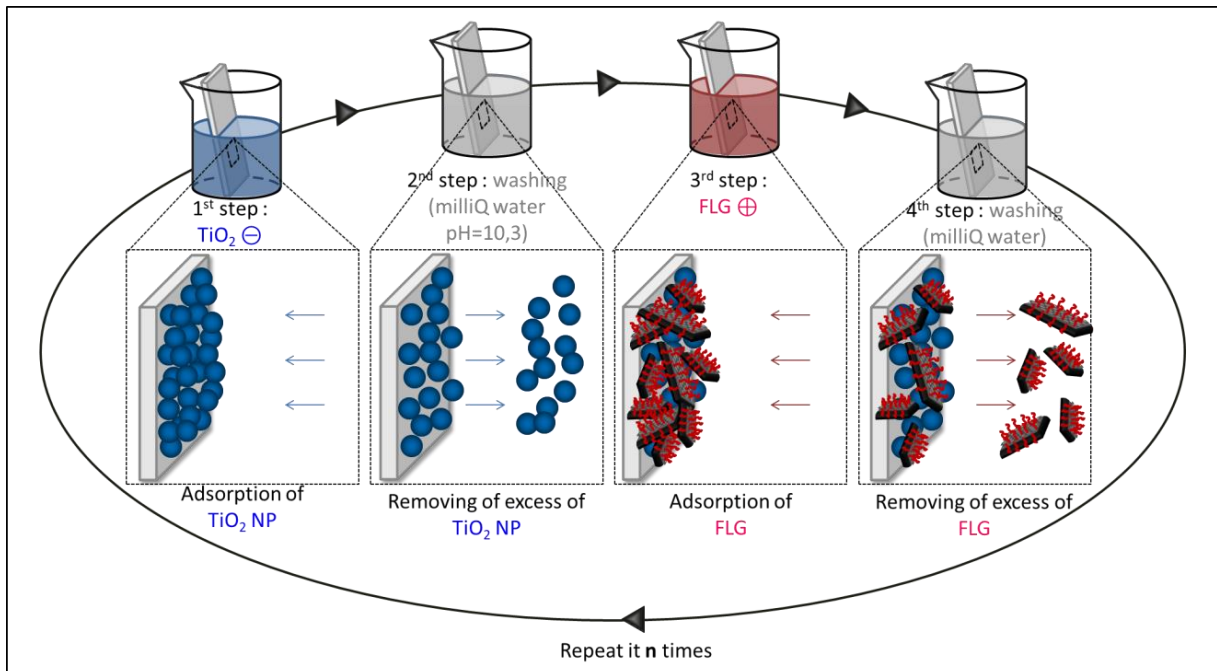 1st step :
TiO2 ⊖
2nd step : washing
(milliQ water
pH=10,3)
3rd step :
FLG ⊕
4th step : washing
(milliQ water)
Adsorption of
TiO2 NP
Removing of excess of
TiO2 NP
Adsorption of
FLG
Removing of excess of
FLG
Repeat it n times